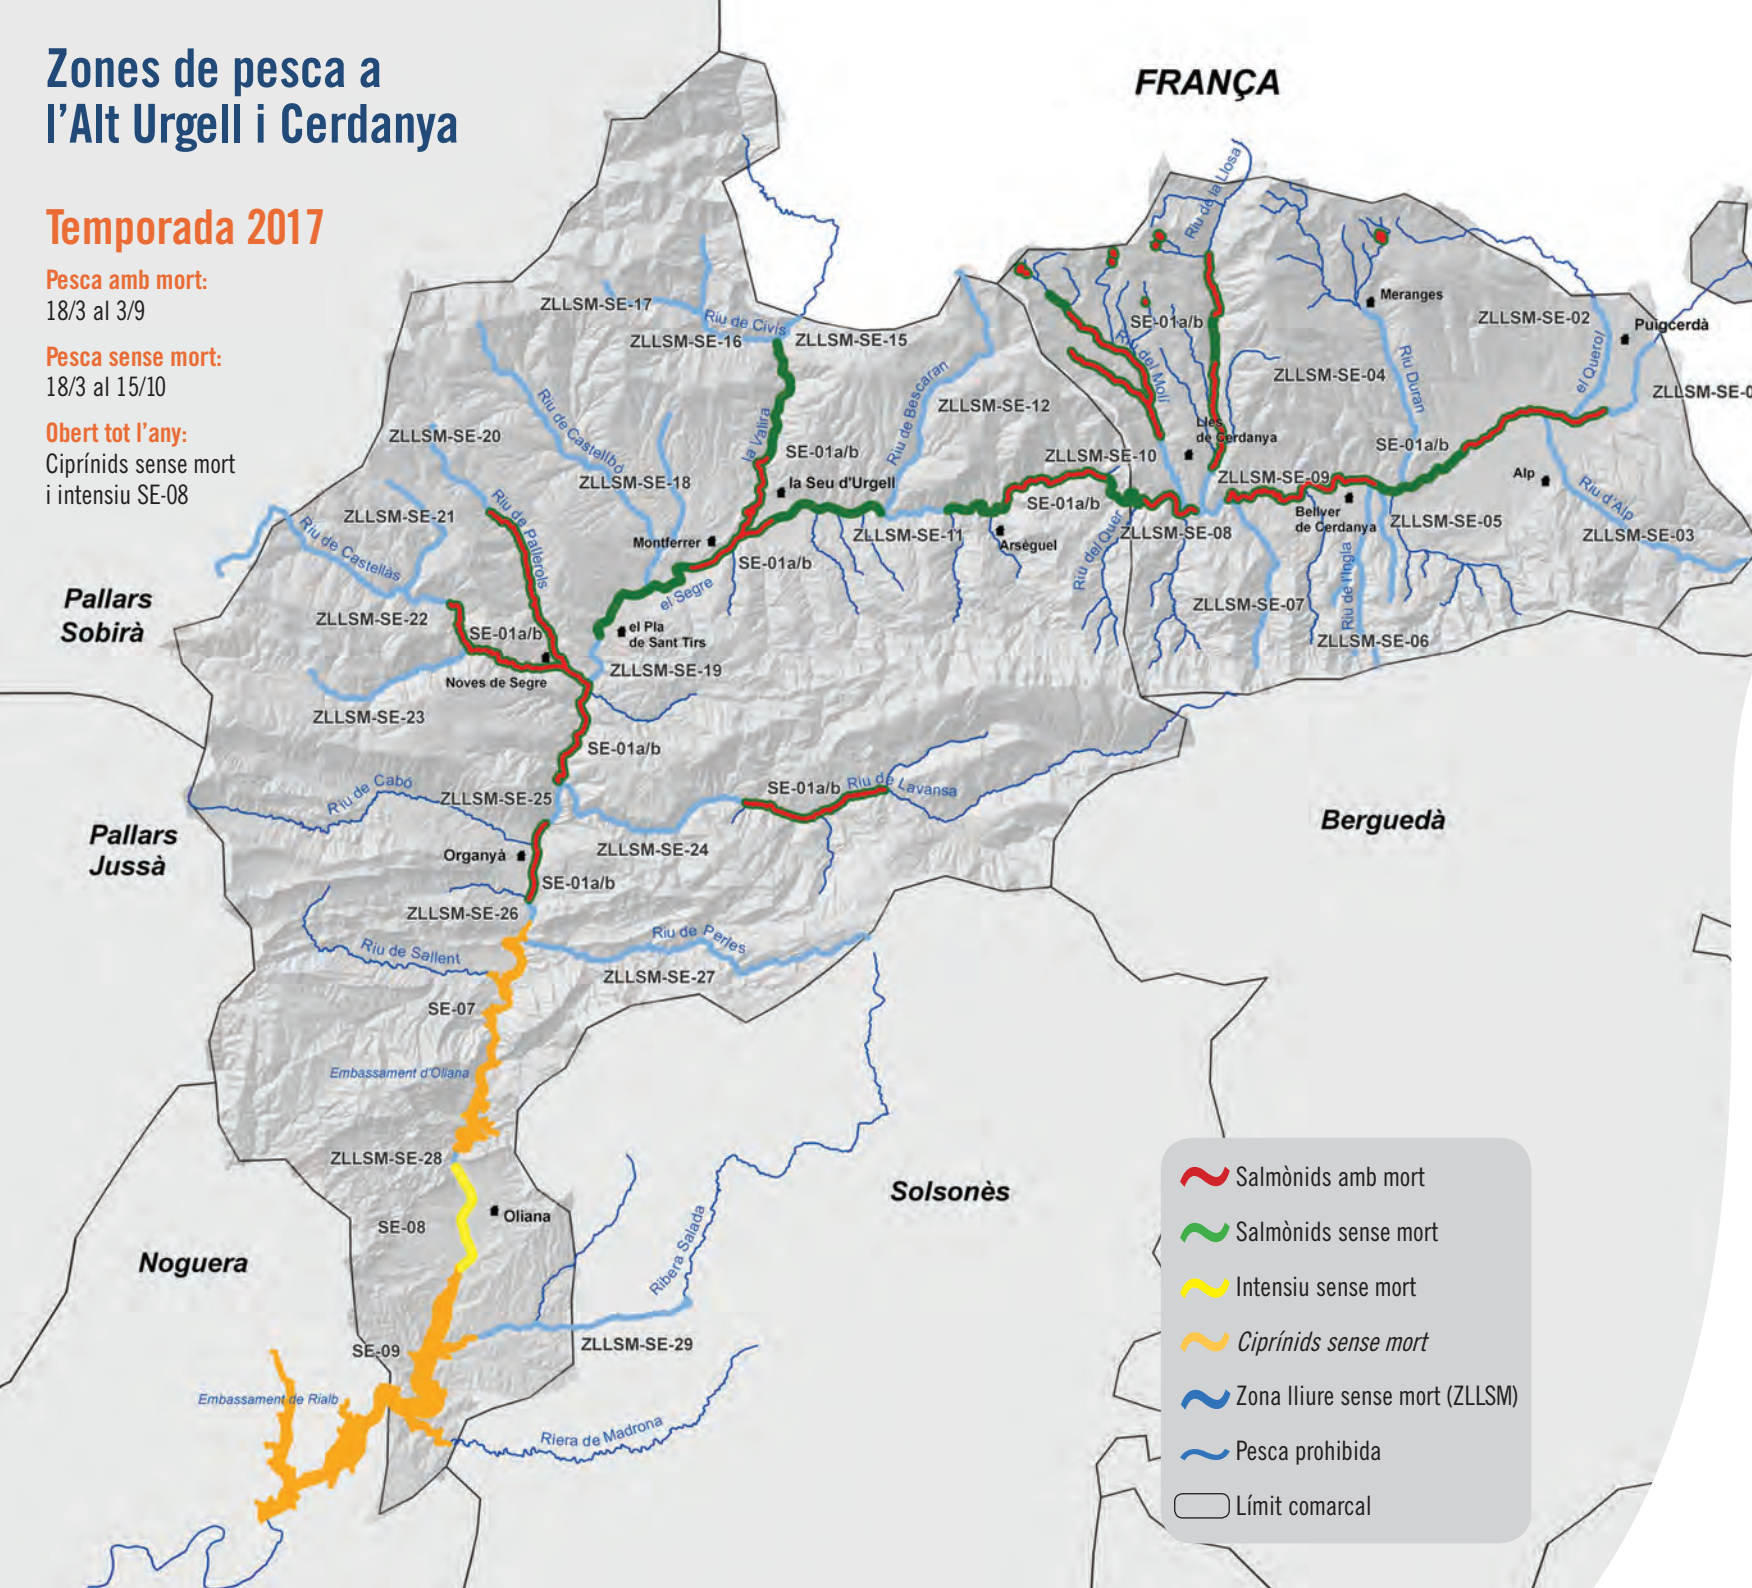 Zones de pesca a
l'Alt Urgell i Cerdanya
Temporada 2017
Pesca amb mort:
18/3 al 3/9
Pesca sense mort:
18/3 al 15/10
Obert tot l'any:
Ciprínids sense mort
i intensiu SE-08
FRANÇA
Riu de la Llosa
Meranges
ZLLSM-SE-02
Puigcerdà
el Querol
ZLLSM-SE-17
Riu de Civis
ZLLSM-SE-16
ZLLSM-SE-15
SE-01a/b
Riu del Molí
ZLLSM-SE-04
Riu Duran
Riu de Bescaran
ZLLSM-SE-12
Riu de Castellbó
la Valira
ZLLSM-SE-20
SE-01a/b
Lles
de Cerdanya
SE-01a/b
ZLLSM-SE-10
ZLLSM-SE-18
la Seu d'Urgell
ZLLSM-SE-09
Alp
Riu d'Alp
SE-01a/b
Bellver
de Cerdanya
ZLLSM-SE-05
ZLLSM-SE-21
Riu de Pallerols
Riu de Castellàs
Montferrer
ZLLSM-SE-11
Arsèguel
ZLLSM-SE-08
ZLLSM-SE-03
Riu del Quer
SE-01a/b
el Segre
Riu de l'Ingla
Pallars
Sobirà
ZLLSM-SE-22
SE-01a/b
el Pla
de Sant Tirs
ZLLSM-SE-07
ZLLSM-SE-06
ZLLSM-SE-19
Noves de Segre
ZLLSM-SE-23
SE-01a/b
Riu de Cabó
ZLLSM-SE-25
SE-01a/b
Riu de Lavansa
Pallars
Jussà
Berguedà
Organyà
ZLLSM-SE-24
SE-01a/b
ZLLSM-SE-26
Riu de Sallent
Riu de Perles
ZLLSM-SE-27
SE-07
Embassament d'Oliana
ZLLSM-SE-28
Solsonès
SE-08
Oliana
Noguera
Ribera Salada
SE-09
ZLLSM-SE-29
Embassament de Rialb
Riera de Madrona
Salmònids amb mort
Salmònids sense mort
Intensiu sense mort
Ciprínids sense mort
Zona lliure sense mort (ZLLSM)
Pesca prohibida
Límit comarcal